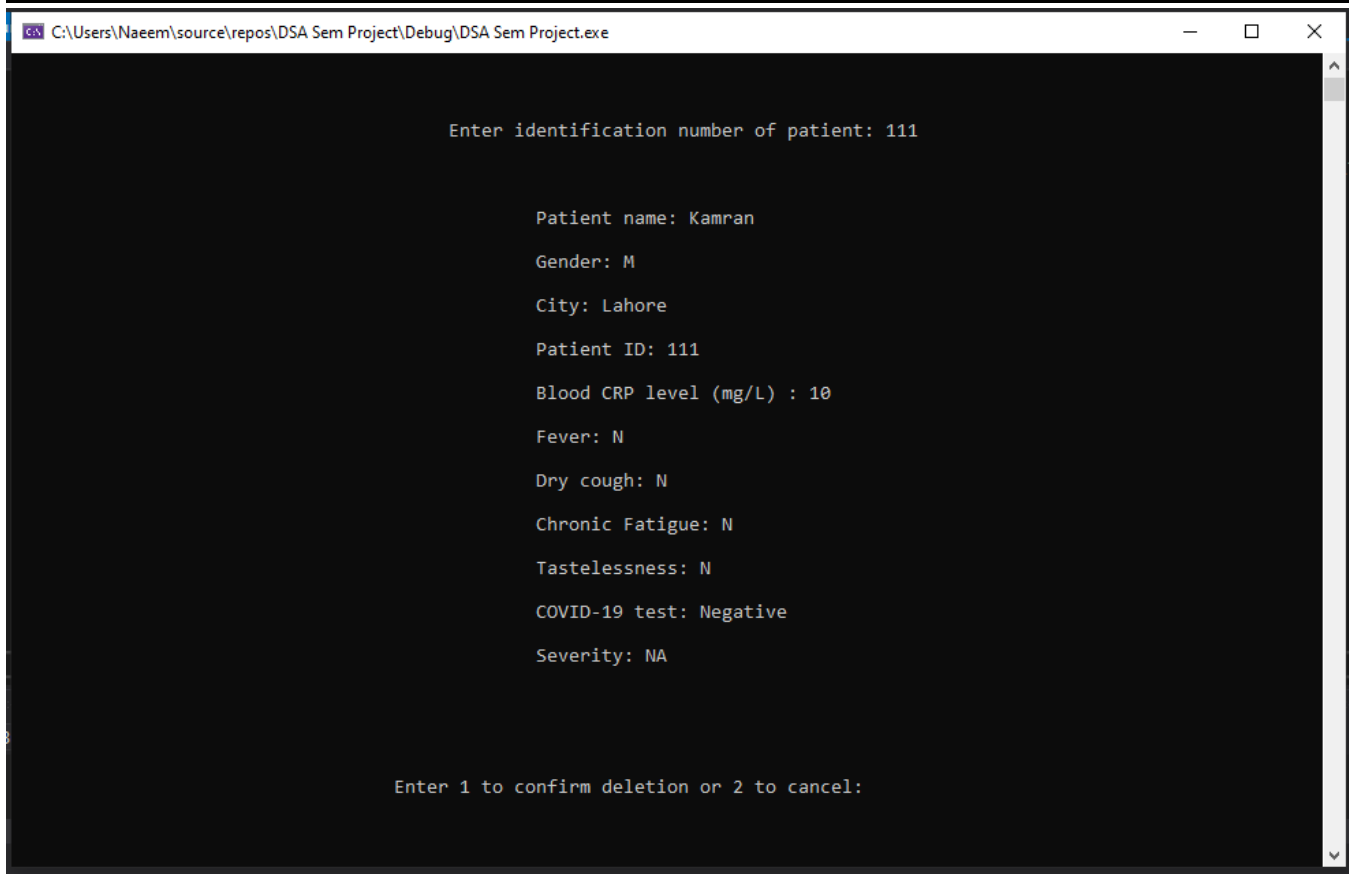 C:\Users\Naeem\source\repos\DSA Sem Project\Debug\DSA Sem Project.exe
Enter identification number of patient: 111
Patient name: Kamran
Gender: M
City: Lahore
Patient ID: 111
Blood CRP level (mg/L) : 10
Fever: N
Dry cough: N
Chronic Fatigue: N
Tastelessness: N
COVID-19 test: Negative
Severity: NA
Enter 1 to confirm deletion or 2 to cancel: